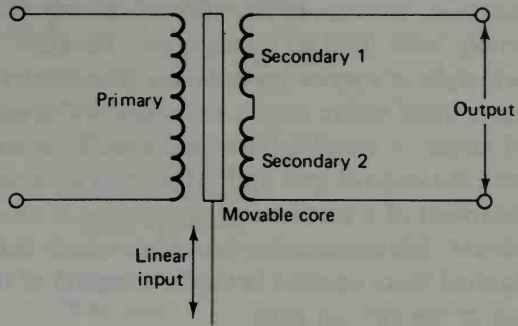 Secondary 1
Primary
Output
Secondary 2
Movable core
Linear
input